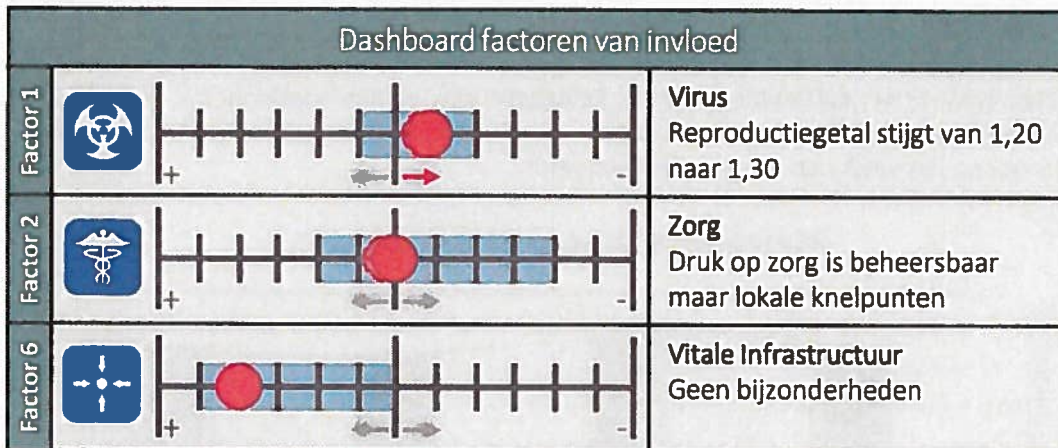 Dashboard factoren van invloed
Factor 1
+
-
Virus
Reproductiegetal stijgt van 1,20
naar 1,30
Factor 2
+
-
Zorg
Druk op zorg is beheersbaar
maar lokale knelpunten
Factor 6
+
-
Vitale Infrastructuur
Geen bijzonderheden